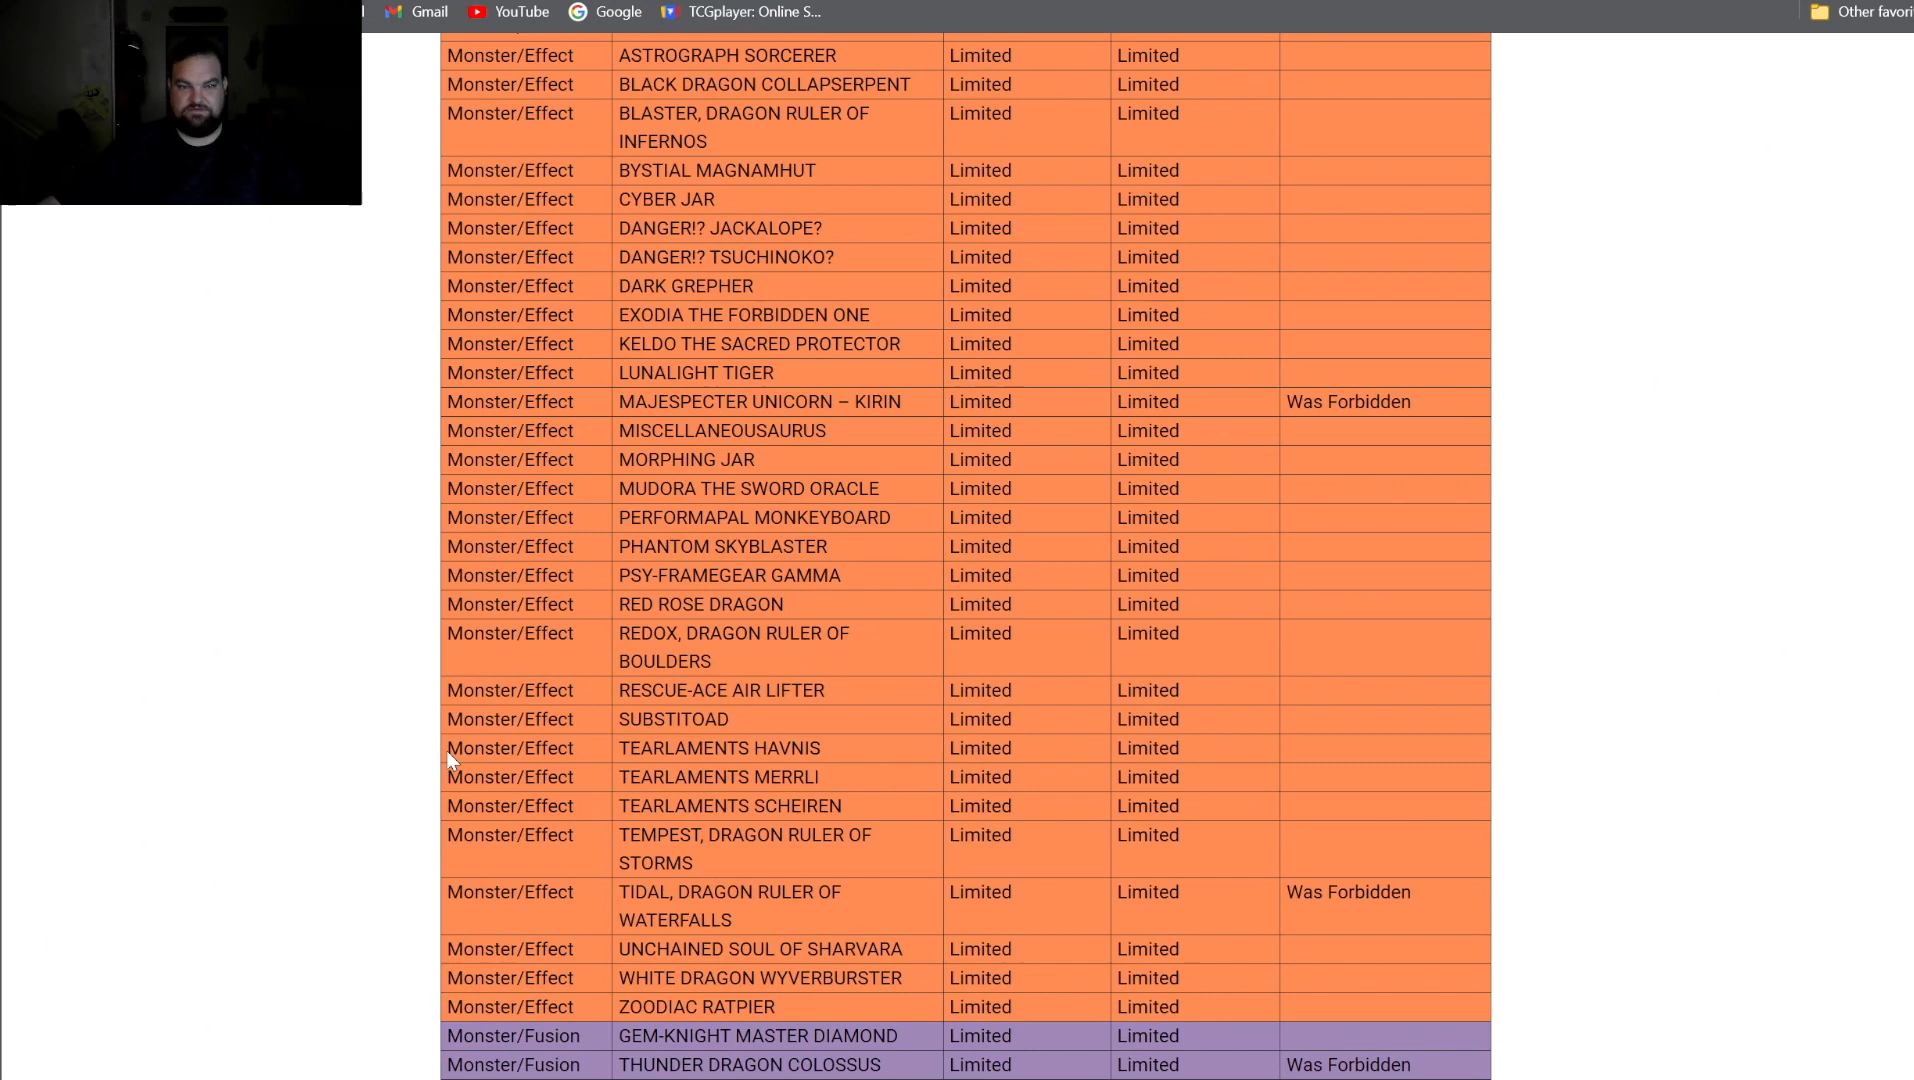 Gmail YouTube Google TCGplayer: Online S... Other favori
Monster/Effect ASTROGRAPH SORCERER Limited Limited
Monster/Effect BLACK DRAGON COLLAPSERPENT Limited Limited
Monster/Effect BLASTER, DRAGON RULER OF Limited Limited
INFERNOS
Monster/Effect BYSTIAL MAGNAMHUT Limited Limited
Monster/Effect CYBER JAR Limited Limited
Monster/Effect DANGER!? JACKALOPE? Limited Limited
Monster/Effect DANGER!? TSUCHINOKO? Limited Limited
Monster/Effect DARK GREPHER Limited Limited
Monster/Effect EXODIA THE FORBIDDEN ONE Limited Limited
Monster/Effect KELDO THE SACRED PROTECTOR Limited Limited
Monster/Effect LUNALIGHT TIGER Limited Limited
Monster/Effect MAJESPECTER UNICORN – KIRIN Limited Limited Was Forbidden
Monster/Effect MISCELLANEOUSAURUS Limited Limited
Monster/Effect MORPHING JAR Limited Limited
Monster/Effect MUDORA THE SWORD ORACLE Limited Limited
Monster/Effect PERFORMAPAL MONKEYBOARD Limited Limited
Monster/Effect PHANTOM SKYBLASTER Limited Limited
Monster/Effect PSY-FRAMEGEAR GAMMA Limited Limited
Monster/Effect RED ROSE DRAGON Limited Limited
Monster/Effect REDOX, DRAGON RULER OF Limited Limited
BOULDERS
Monster/Effect RESCUE-ACE AIR LIFTER Limited Limited
Monster/Effect SUBSTITOAD Limited Limited
Monster/Effect TEARLAMENTS HAVNIS Limited Limited
Monster/Effect TEARLAMENTS MERRLI Limited Limited
Monster/Effect TEARLAMENTS SCHEIREN Limited Limited
Monster/Effect TEMPEST, DRAGON RULER OF Limited Limited
STORMS
Monster/Effect TIDAL, DRAGON RULER OF Limited Limited Was Forbidden
WATERFALLS
Monster/Effect UNCHAINED SOUL OF SHARVARA Limited Limited
Monster/Effect WHITE DRAGON WYVERBURSTER Limited Limited
Monster/Effect ZOODIAC RATPIER Limited Limited
Monster/Fusion GEM-KNIGHT MASTER DIAMOND Limited Limited
Monster/Fusion THUNDER DRAGON COLOSSUS Limited Limited Was Forbidden